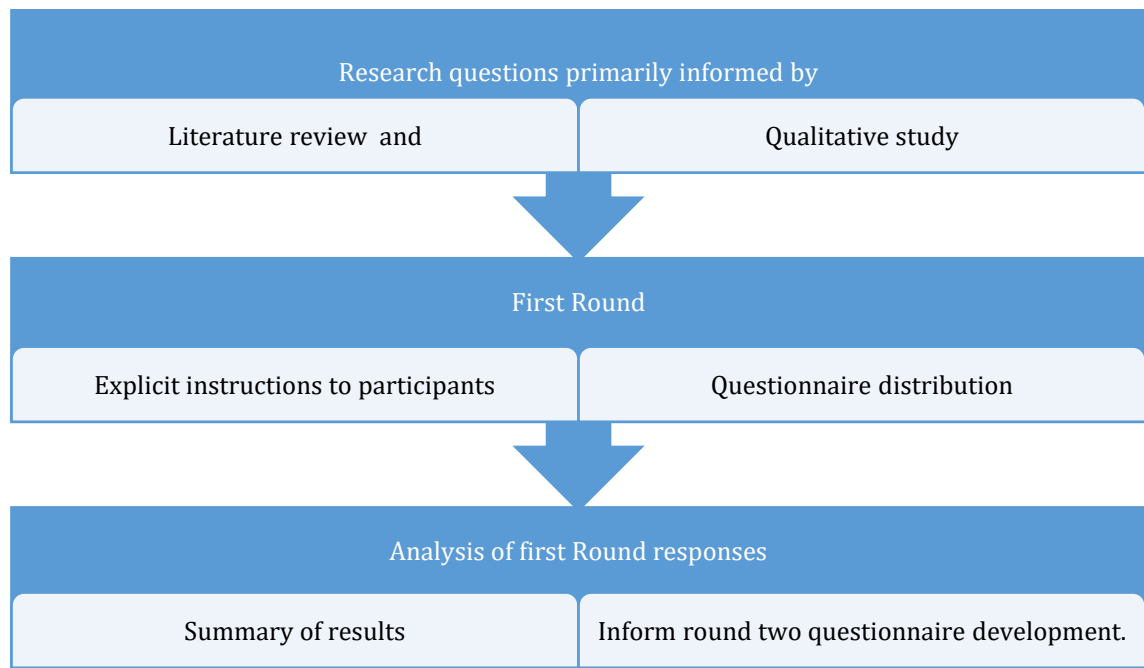 Research questions primarily informed by
Literature review and
Qualitative study
First Round
Explicit instructions to participants
Questionnaire distribution
Analysis of first Round responses
Summary of results
Inform round two questionnaire development.